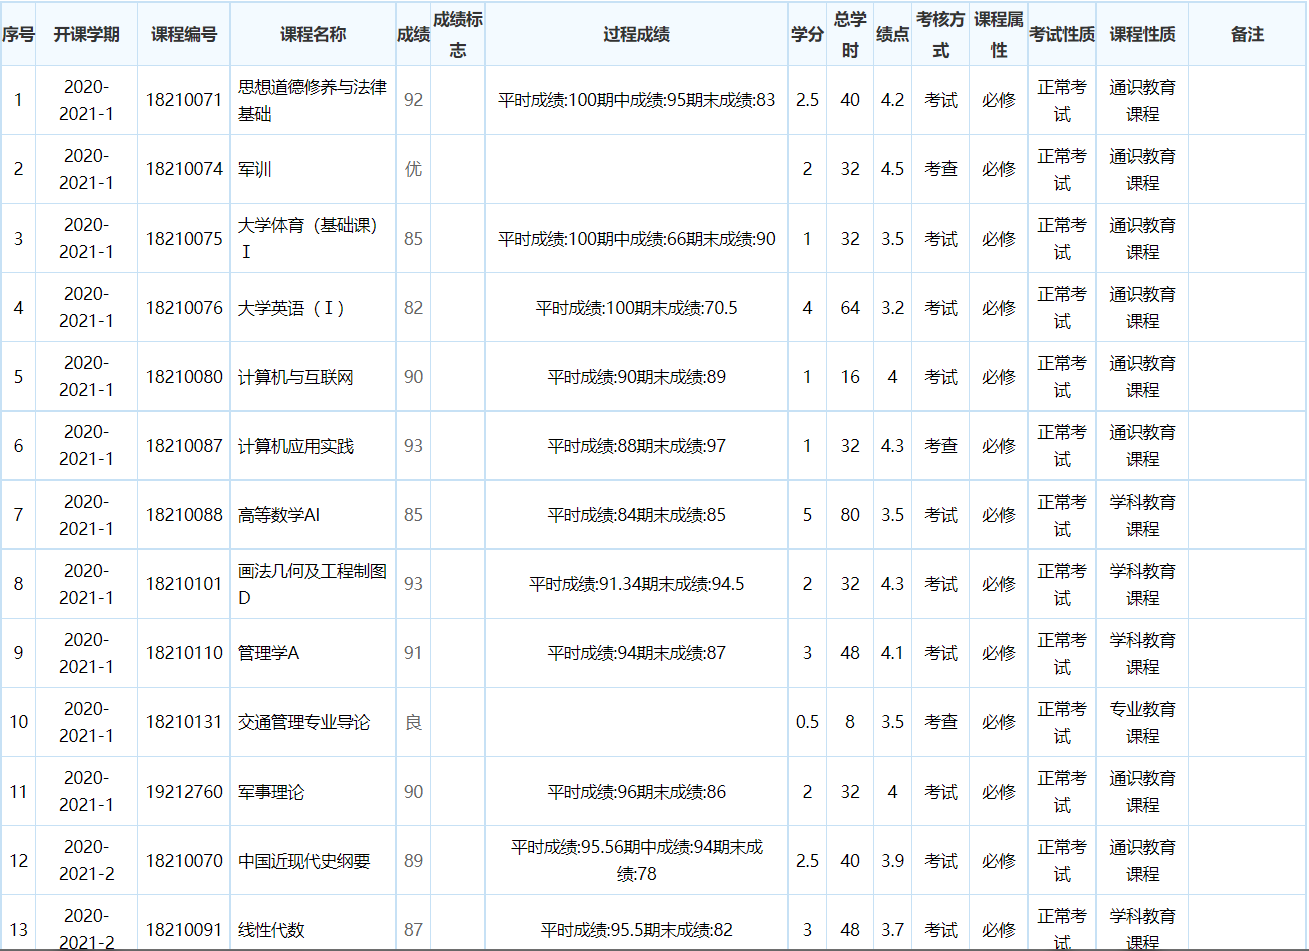 序号 开课学期 课程编号 课程名称 成绩 成绩标志 过程成绩 学分 总学时 绩点 考核方式 课程属性 考试性质 课程性质 备注
1 2020-2021-1 18210071 思想道德修养与法律基础 92 平时成绩:100期中成绩:95期末成绩:83 2.5 40 4.2 考试 必修 正常考试 通识教育课程
2 2020-2021-1 18210074 军训 优 2 32 4.5 考查 必修 正常考试 通识教育课程
3 2020-2021-1 18210075 大学体育（基础课）Ⅰ 85 平时成绩:100期中成绩:66期末成绩:90 1 32 3.5 考试 必修 正常考试 通识教育课程
4 2020-2021-1 18210076 大学英语（Ⅰ） 82 平时成绩:100期末成绩:70.5 4 64 3.2 考试 必修 正常考试 通识教育课程
5 2020-2021-1 18210080 计算机与互联网 90 平时成绩:90期末成绩:89 1 16 4 考试 必修 正常考试 通识教育课程
6 2020-2021-1 18210087 计算机应用实践 93 平时成绩:88期末成绩:97 1 32 4.3 考查 必修 正常考试 通识教育课程
7 2020-2021-1 18210088 高等数学AI 85 平时成绩:84期末成绩:85 5 80 3.5 考试 必修 正常考试 学科教育课程
8 2020-2021-1 18210101 画法几何及工程制图D 93 平时成绩:91.34期末成绩:94.5 2 32 4.3 考试 必修 正常考试 学科教育课程
9 2020-2021-1 18210110 管理学A 91 平时成绩:94期末成绩:87 3 48 4.1 考试 必修 正常考试 学科教育课程
10 2020-2021-1 18210131 交通管理专业导论 良 0.5 8 3.5 考查 必修 正常考试 专业教育课程
11 2020-2021-1 19212760 军事理论 90 平时成绩:96期末成绩:86 2 32 4 考试 必修 正常考试 通识教育课程
12 2020-2021-2 18210070 中国近现代史纲要 89 平时成绩:95.56期中成绩:94期末成绩:78 2.5 40 3.9 考试 必修 正常考试 通识教育课程
13 2020-2021-2 18210091 线性代数 87 平时成绩:95.5期末成绩:82 3 48 3.7 考试 必修 正常考试 学科教育课程